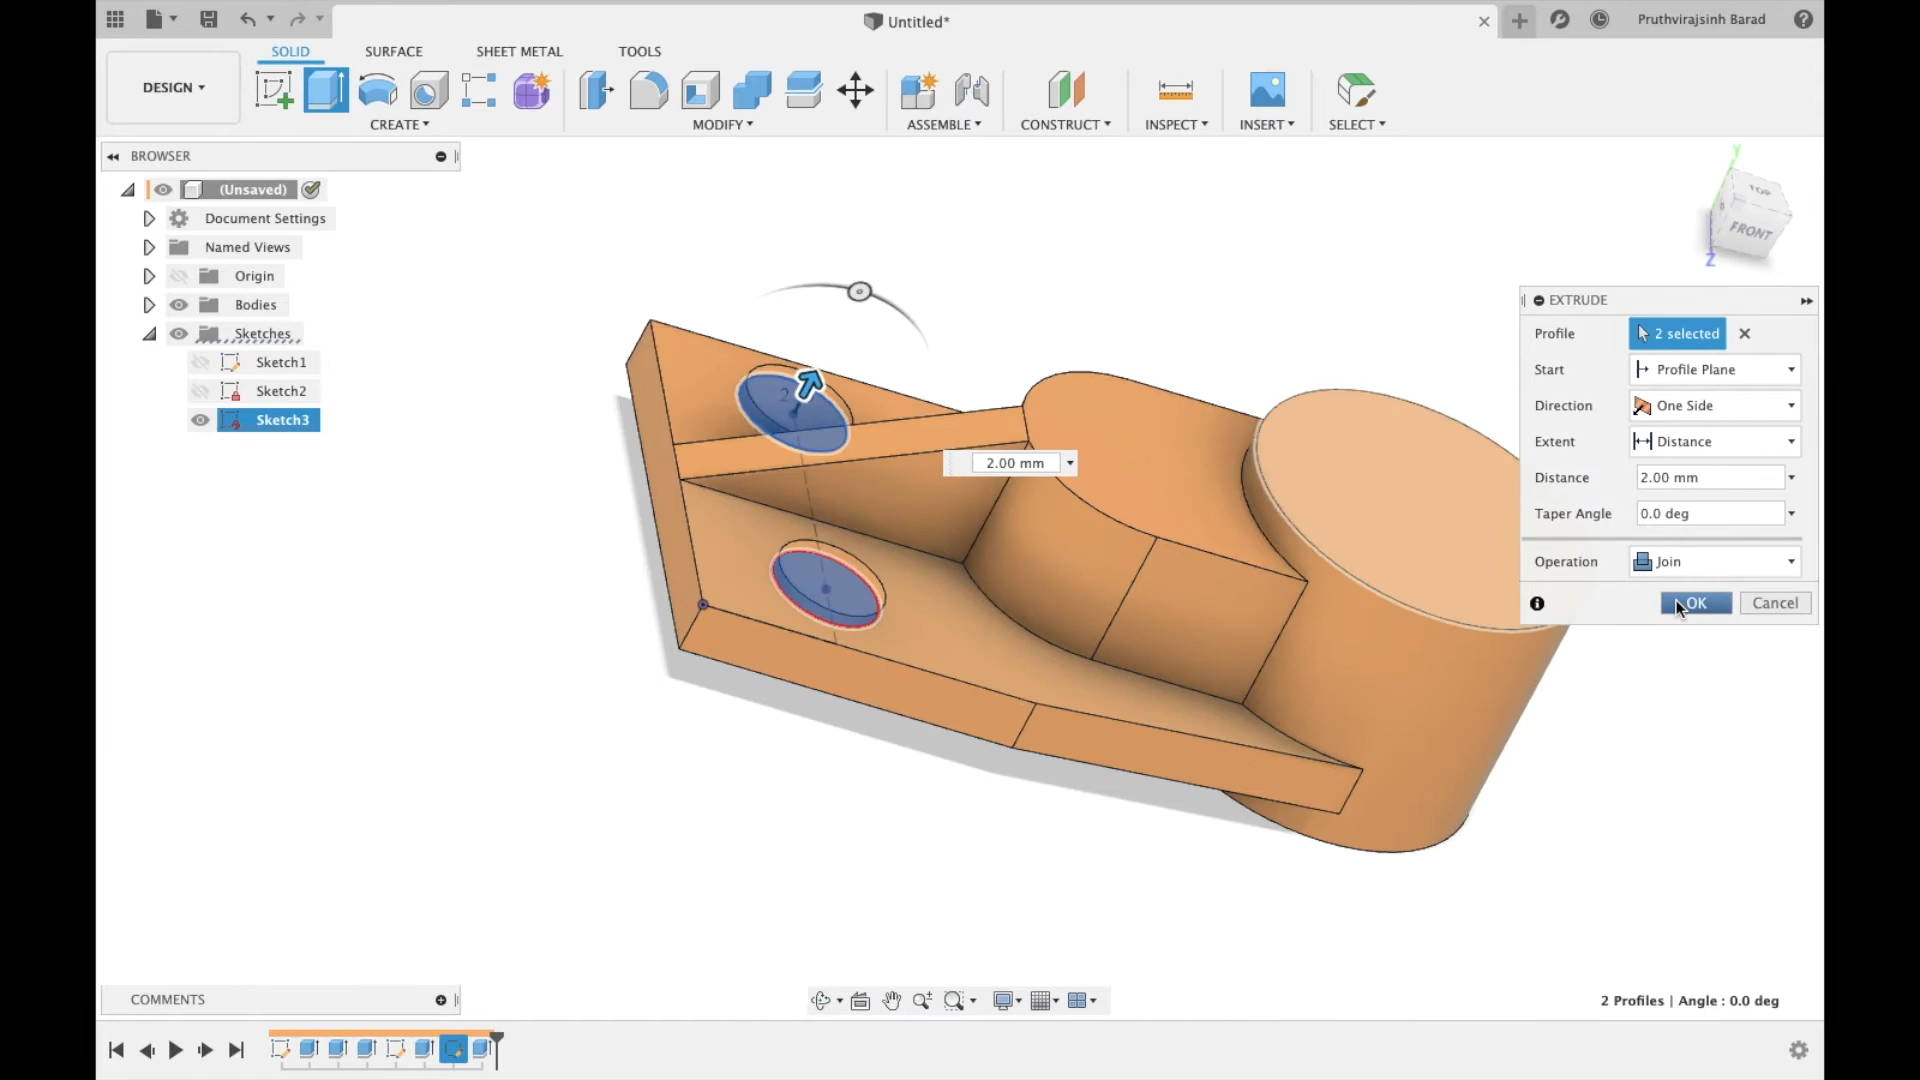 Untitled*
Pruthvirajsinh Barad
DESIGN
SOLID
SURFACE
SHEET METAL
TOOLS
CREATE
MODIFY
ASSEMBLE
CONSTRUCT
INSPECT
INSERT
SELECT
BROWSER
(Unsaved)
Document Settings
Named Views
Origin
Bodies
Sketches
Sketch1
Sketch2
Sketch3
Y
TOP
FRONT
Z
2
2.00 mm
EXTRUDE
Profile
2 selected
Start
Profile Plane
Direction
One Side
Extent
Distance
Distance
2.00 mm
Taper Angle
0.0 deg
Operation
Join
OK
Cancel
COMMENTS
2 Profiles | Angle : 0.0 deg